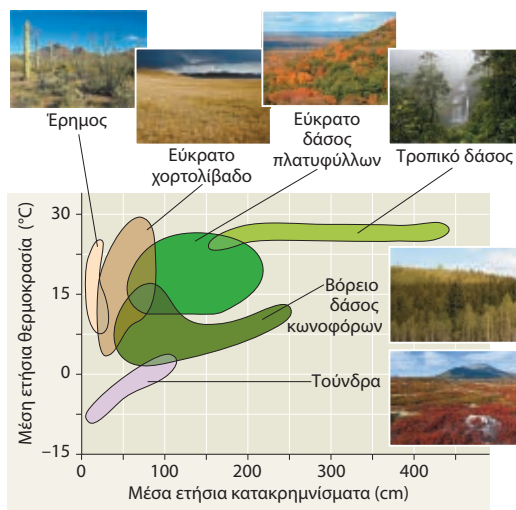 Έρημος
Εύκρατο
χορτολίβαδο
Εύκρατο
δάσος
πλατυφύλλων
Τροπικό δάσος
Μέση ετήσια θερμοκρασία (°C)
30
15
0
–15
Βόρειο
δάσος
κωνοφόρων
Τούνδρα
0
100
200
300
400
Μέσα ετήσια κατακρημνίσματα (cm)